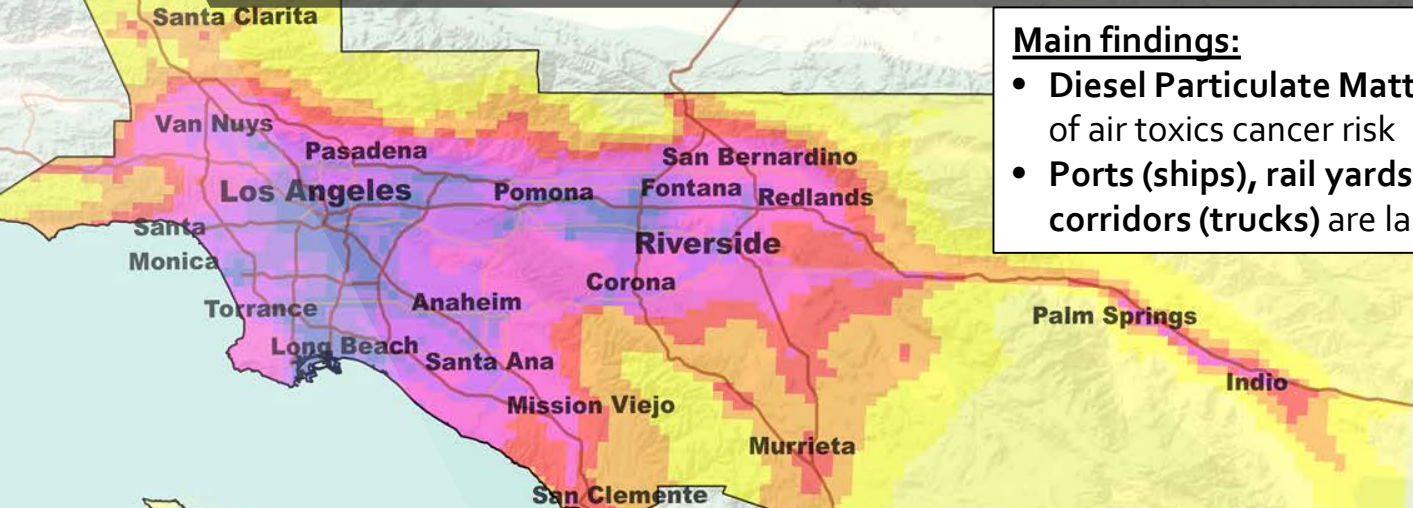 Santa Clarita
Main findings:
• Diesel Particulate Matt
of air toxics cancer risk
• Ports (ships), rail yards
corridors (trucks) are la
Van Nuys
Pasadena
San Bernardino
Los Angeles
Pomona
Fontana
Redlands
Santa
Monica
Riverside
Corona
Torrance
Anaheim
Palm Springs
Long Beach
Santa Ana
Indio
Mission Viejo
Murrieta
San Clemente